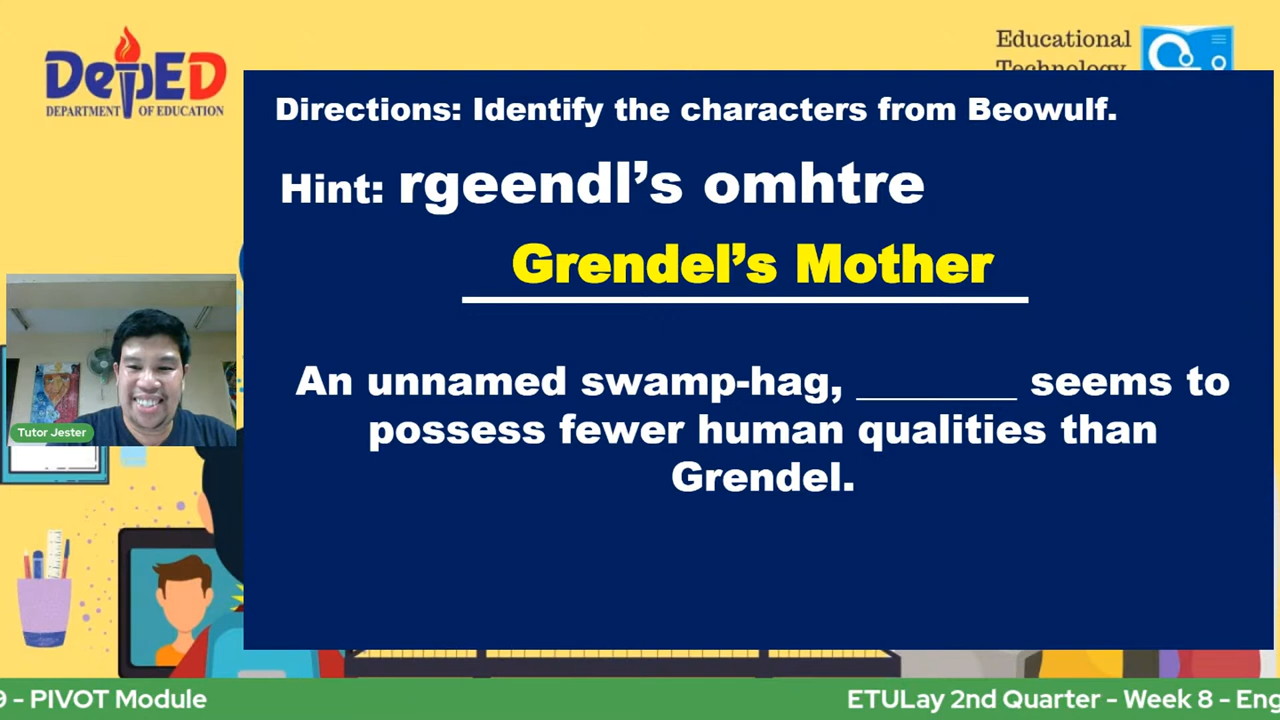 DepED
DEPARTMENT OF EDUCATION
Educational
Technology
Directions: Identify the characters from Beowulf.
Hint: rgeendl’s omhtre
Grendel’s Mother
An unnamed swamp-hag, ________ seems to
possess fewer human qualities than
Grendel.
Tutor Jester
9 - PIVOT Module
ETULay 2nd Quarter - Week 8 - Eng